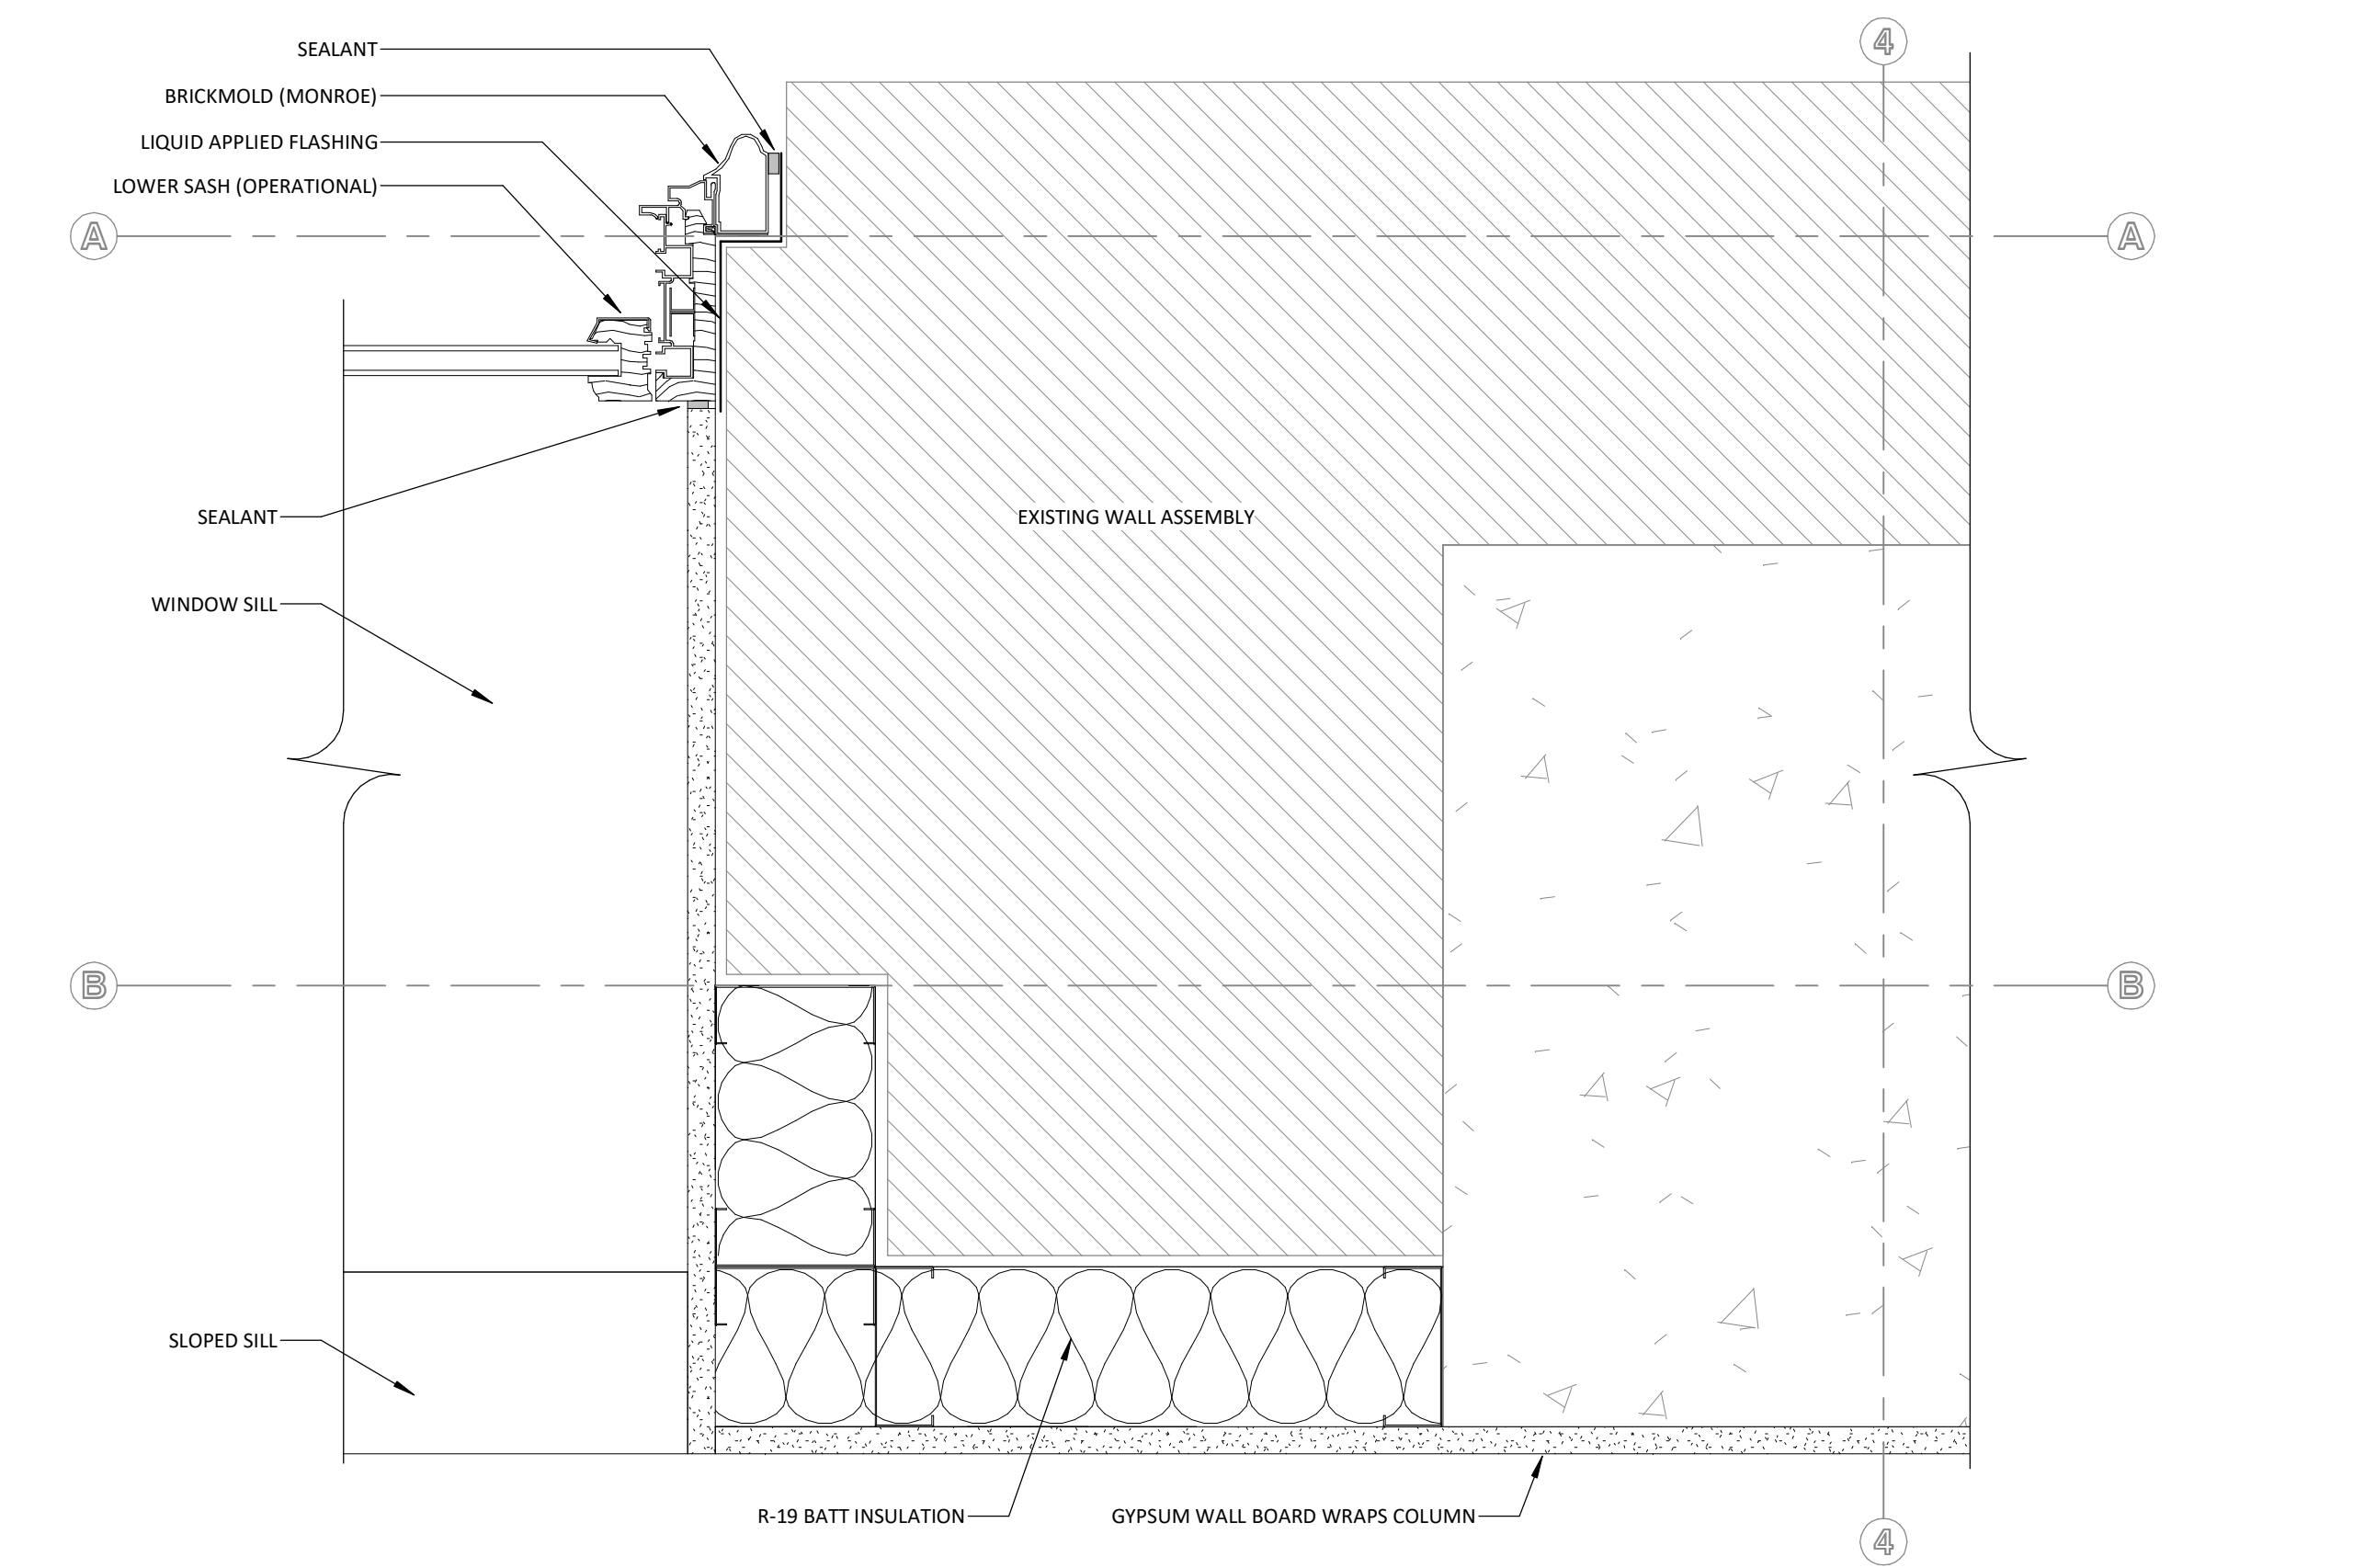 4
SEALANT
BRICKMOLD (MONROE)
LIQUID APPLIED FLASHING
LOWER SASH (OPERATIONAL)
A
A
SEALANT
EXISTING WALL ASSEMBLY
WINDOW SILL
B
B
SLOPED SILL
R-19 BATT INSULATION
GYPSUM WALL BOARD WRAPS COLUMN
4